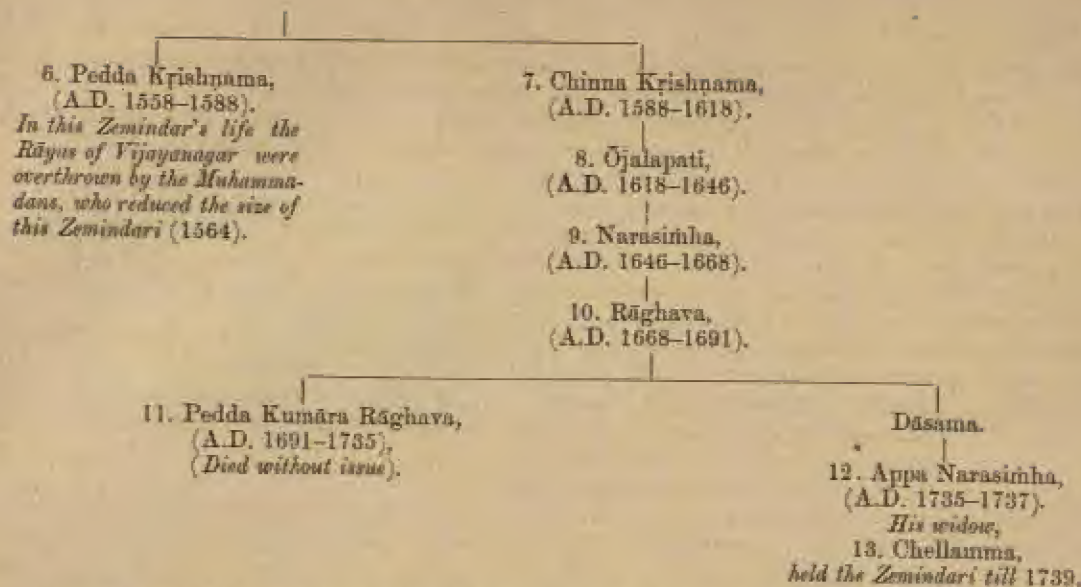 6. Pedda Kṛishṇama,
(A.D. 1558–1588).
In this Zemindar's life the
Rāyas of Vijayanagar were
overthrown by the Muhamma-
dans, who reduced the size of
this Zemindari (1564).
7. Chinna Kṛishṇama,
(A.D. 1588–1618).
8. Ōjalapati,
(A.D. 1618–1646).
9. Narasiṁha,
(A.D. 1646–1668).
10. Rāghava,
(A.D. 1668–1691).
11. Pedda Kumāra Rāghava,
(A.D. 1691–1735),
(Died without issue).
Dāsama.
12. Appa Narasiṁha,
(A.D. 1735–1737).
His widow,
13. Chellamma,
held the Zemindari till 1739.